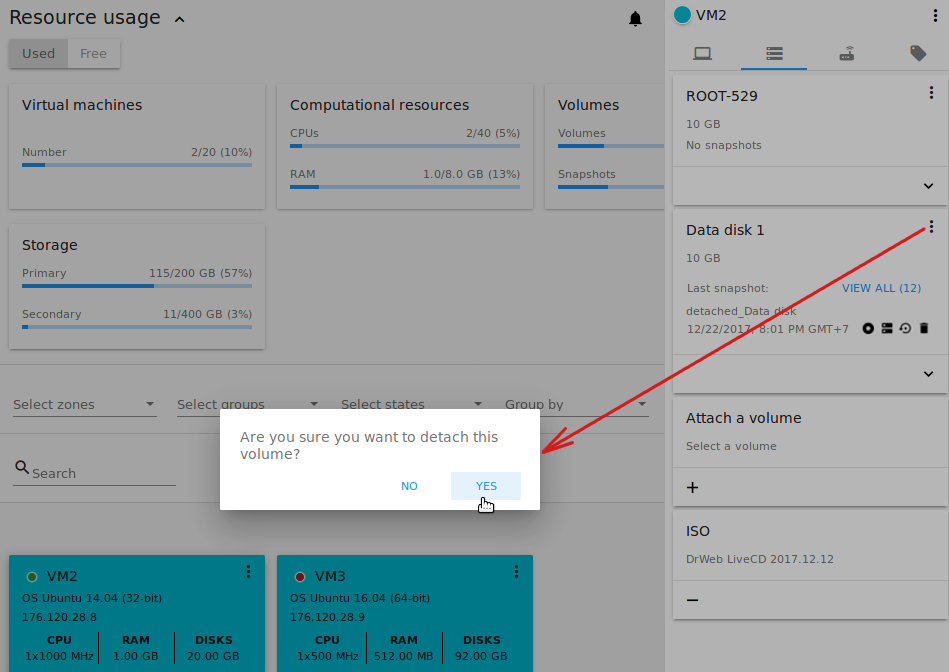 Resource usage
Used Free
Virtual machines
Number 2/20 (10%)
Computational resources
CPUs 2/40 (5%)
RAM 1.0/8.0 GB (13%)
Volumes
Volumes
Snapshots
Storage
Primary 115/200 GB (57%)
Secondary 11/400 GB (3%)
Select zones Select groups Select states Group by
Search
Are you sure you want to detach this
volume?
NO YES
VM2
OS Ubuntu 14.04 (32-bit)
176.120.28.8
CPU RAM DISKS
1x1000 MHz 1.00 GB 20.00 GB
VM3
OS Ubuntu 16.04 (64-bit)
176.120.28.9
CPU RAM DISKS
1x500 MHz 512.00 MB 92.00 GB
VM2
ROOT-529
10 GB
No snapshots
Data disk 1
10 GB
Last snapshot: VIEW ALL (12)
detached_Data disk
12/22/2017, 8:01 PM GMT+7
Attach a volume
Select a volume
ISO
DrWeb LiveCD 2017.12.12